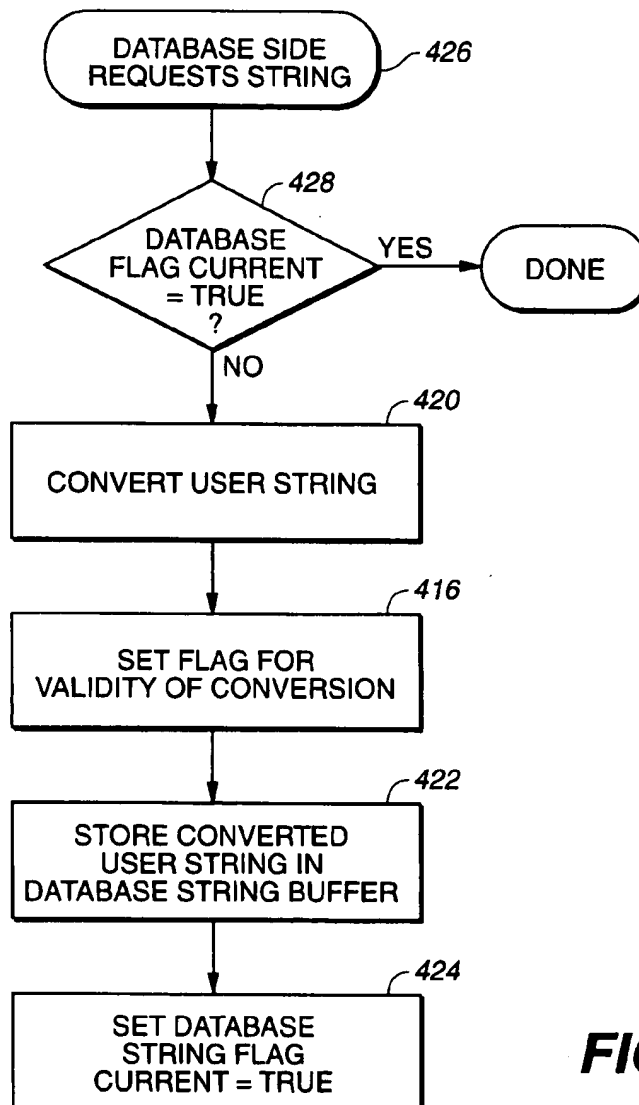 DATABASE SIDE
REQUESTS STRING
426
428
DATABASE
FLAG CURRENT
= TRUE
?
YES
DONE
NO
420
CONVERT USER STRING
416
SET FLAG FOR
VALIDITY OF CONVERSION
422
STORE CONVERTED
USER STRING IN
DATABASE STRING BUFFER
424
SET DATABASE
STRING FLAG
CURRENT = TRUE